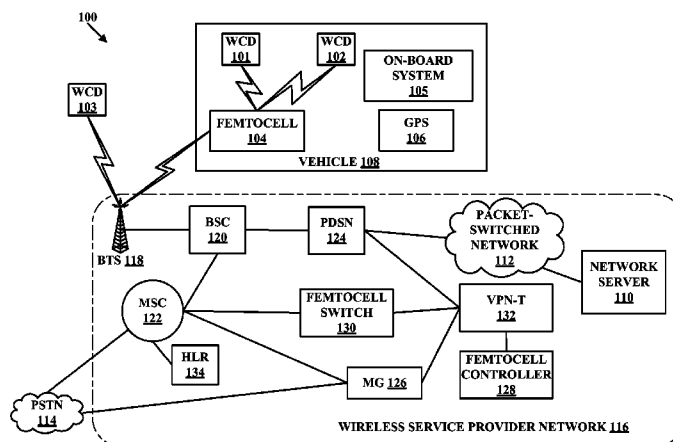 100
WCD
101
WCD
102
ON-BOARD
SYSTEM
105
WCD
103
FEMTOCELL
104
GPS
106
VEHICLE 108
BTS 118
BSC
120
PDSN
124
PACKET-
SWITCHED
NETWORK
112
NETWORK
SERVER
110
MSC
122
FEMTOCELL
SWITCH
130
VPN-T
132
HLR
134
MG 126
FEMTOCELL
CONTROLLER
128
PSTN
114
WIRELESS SERVICE PROVIDER NETWORK 116